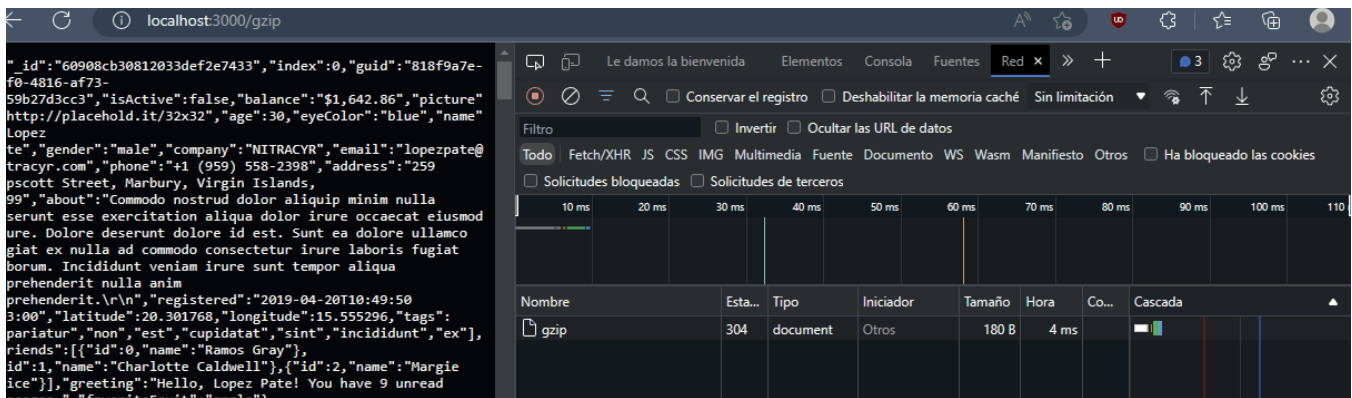 localhost:3000/gzip
"_id":"60908cb30812033def2e7433","index":0,"guid":"818f9a7e-
f0-4816-af73-
59b27d3cc3","isActive":false,"balance":"$1,642.86","picture"
http://placehold.it/32x32","age":30,"eyeColor":"blue","name"
Lopez
te","gender":"male","company":"NITRACYR","email":"lopezpate@
tracyr.com","phone":"+1 (959) 558-2398","address":"259
pscott Street, Marbury, Virgin Islands,
99","about":"Commodo nostrud dolor aliquip minim nulla
serunt esse exercitation aliqua dolor irure occaecat eiusmod
ure. Dolore deserunt dolore id est. Sunt ea dolore ullamco
giat ex nulla ad commodo consectetur irure laboris fugiat
borum. Incididunt veniam irure sunt tempor aliqua
prehenderit nulla anim
prehenderit.\r\n","registered":"2019-04-20T10:49:50
3:00","latitude":20.301768,"longitude":15.555296,"tags":
pariatur","non","est","cupidatat","sint","incididunt","ex"],
riends":[{"id":0,"name":"Ramos Gray"},
id":1,"name":"Charlotte Caldwell"},{"id":2,"name":"Margie
ice"}],"greeting":"Hello, Lopez Pate! You have 9 unread
Le damos la bienvenida Elementos Consola Fuentes Red 3
Conservar el registro Deshabilitar la memoria caché Sin limitación
Filtro Invertir Ocultar las URL de datos
Todo Fetch/XHR JS CSS IMG Multimedia Fuente Documento WS Wasm Manifiesto Otros Ha bloqueado las cookies
Solicitudes bloqueadas Solicitudes de terceros
10 ms 20 ms 30 ms 40 ms 50 ms 60 ms 70 ms 80 ms 90 ms 100 ms 110
Nombre Esta... Tipo Iniciador Tamaño Hora Co... Cascada
gzip 304 document Otros 180 B 4 ms